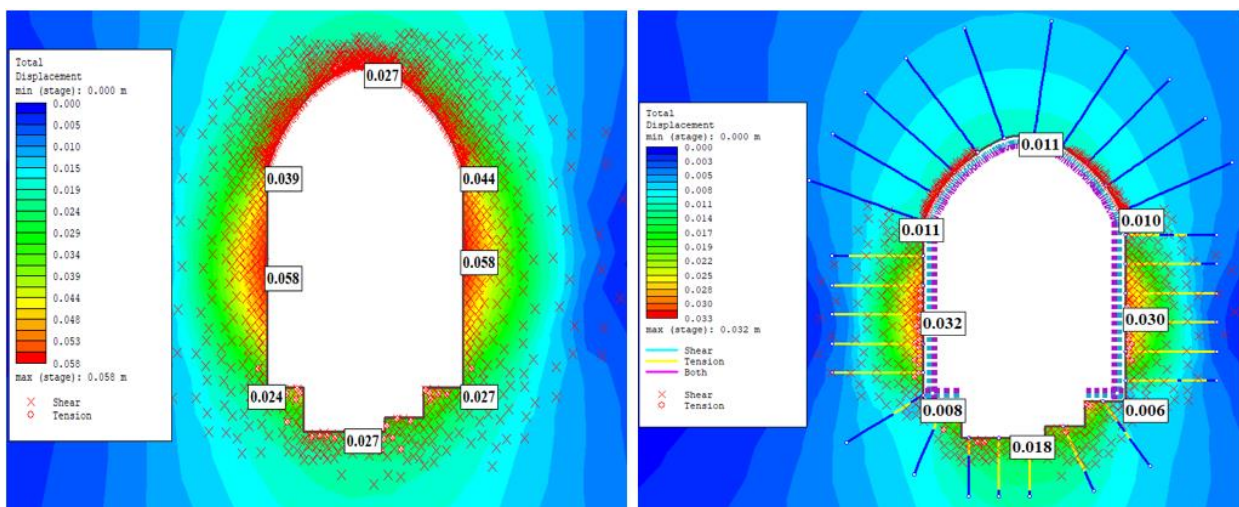 Total
Displacement
min (stage): 0.000 m
0.000
0.005
0.010
0.015
0.019
0.024
0.029
0.034
0.039
0.044
0.048
0.053
0.058
max (stage): 0.058 m
Shear
Tension
0.027
0.039
0.044
0.058
0.058
0.024
0.027
0.027
Total
Displacement
min (stage): 0.000 m
0.000
0.003
0.005
0.008
0.011
0.014
0.017
0.019
0.022
0.025
0.028
0.030
0.033
max (stage): 0.032 m
Shear
Tension
Both
Shear
Tension
0.011
0.011
0.010
0.032
0.030
0.008
0.006
0.018